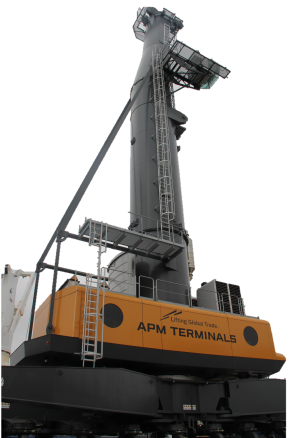 Lifting Global Trade.
APM TERMINALS